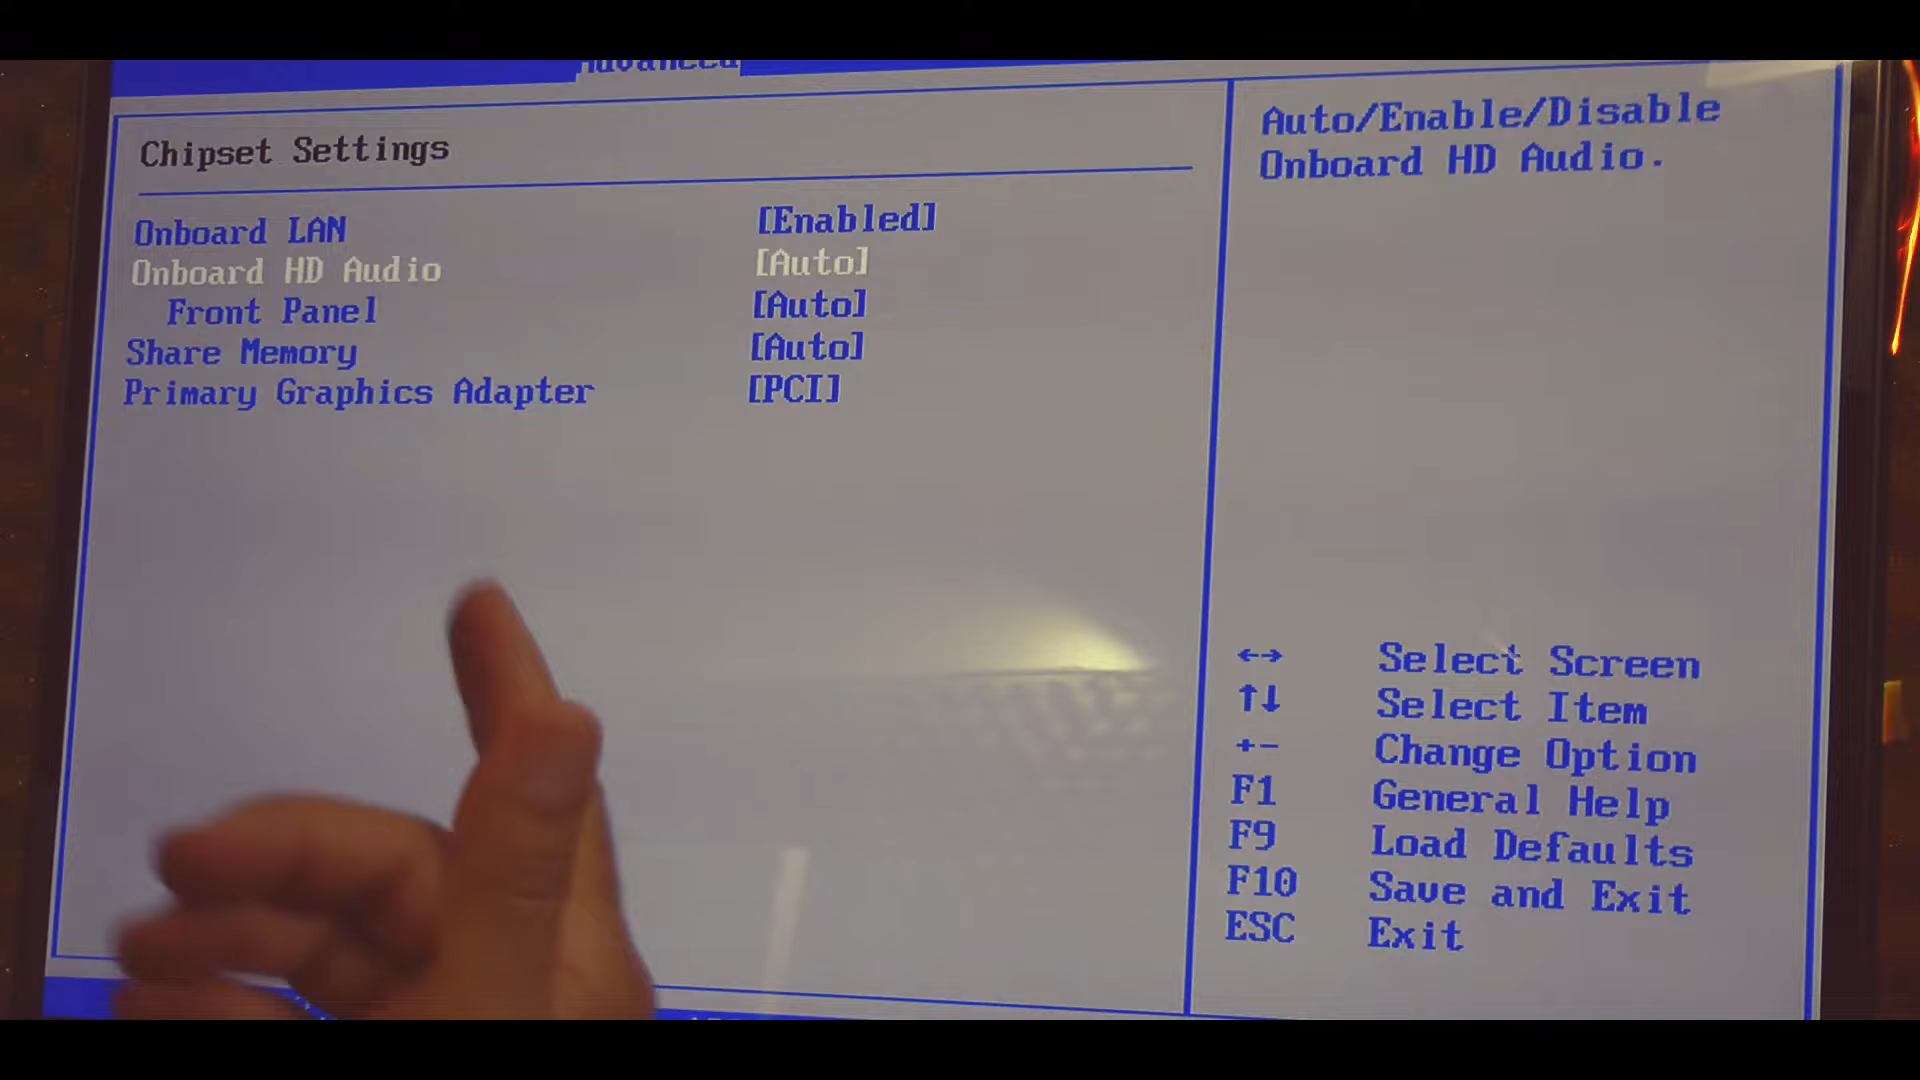 Advanced
Chipset Settings
Onboard LAN [Enabled]
Onboard HD Audio [Auto]
Front Panel [Auto]
Share Memory [Auto]
Primary Graphics Adapter [PCI]
Auto/Enable/Disable
Onboard HD Audio.
←→ Select Screen
↑↓ Select Item
+- Change Option
F1 General Help
F9 Load Defaults
F10 Save and Exit
ESC Exit